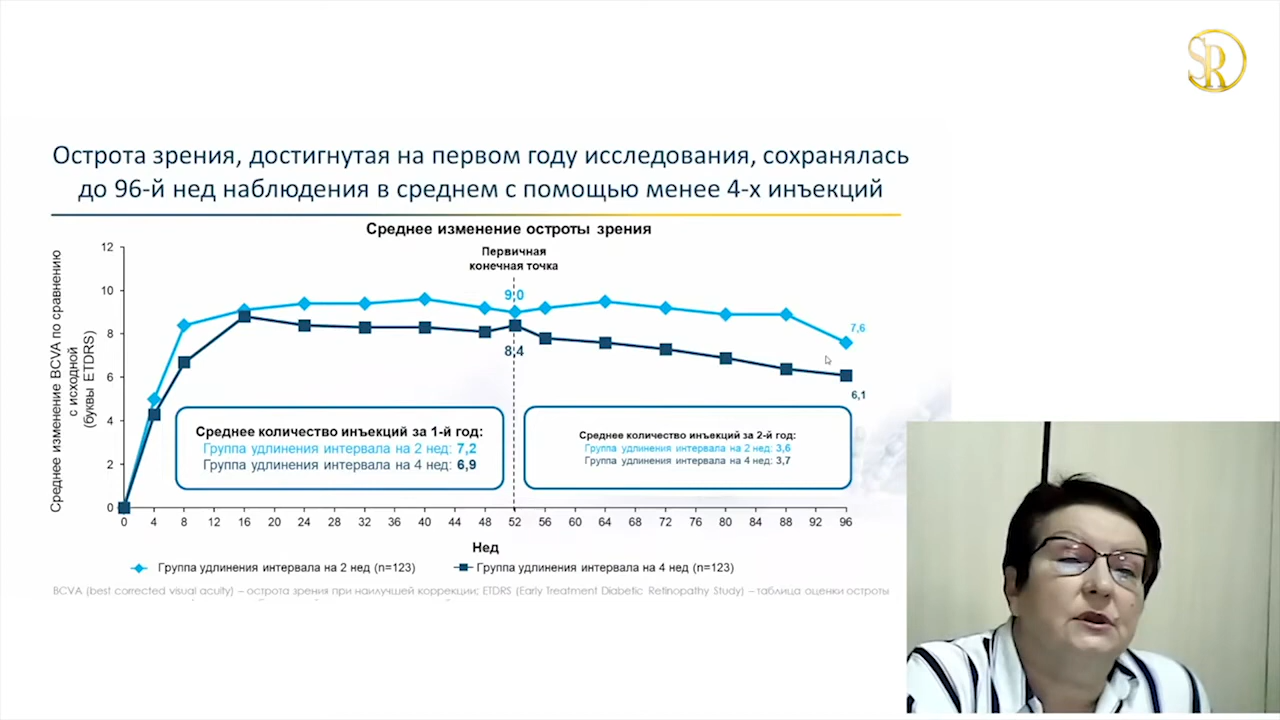 SR
Острота зрения, достигнутая на первом году исследования, сохранялась
до 96-й нед наблюдения в среднем с помощью менее 4-х инъекций
Среднее изменение остроты зрения
Первичная
конечная точка
Среднее изменение BCVA по сравнению
с исходной
(буквы ETDRS)
12
10
8
6
4
2
0
9,0
8,4
7,6
6,1
Среднее количество инъекций за 1-й год:
Группа удлинения интервала на 2 нед: 7,2
Группа удлинения интервала на 4 нед: 6,9
Среднее количество инъекций за 2-й год:
Группа удлинения интервала на 2 нед: 3,6
Группа удлинения интервала на 4 нед: 3,7
0 4 8 12 16 20 24 28 32 36 40 44 48 52 56 60 64 68 72 76 80 84 88 92 96
Нед
Группа удлинения интервала на 2 нед (n=123) Группа удлинения интервала на 4 нед (n=123)
BCVA (best corrected visual acuity) – острота зрения при наилучшей коррекции; ETDRS (Early Treatment Diabetic Retinopathy Study) – таблица оценки остроты